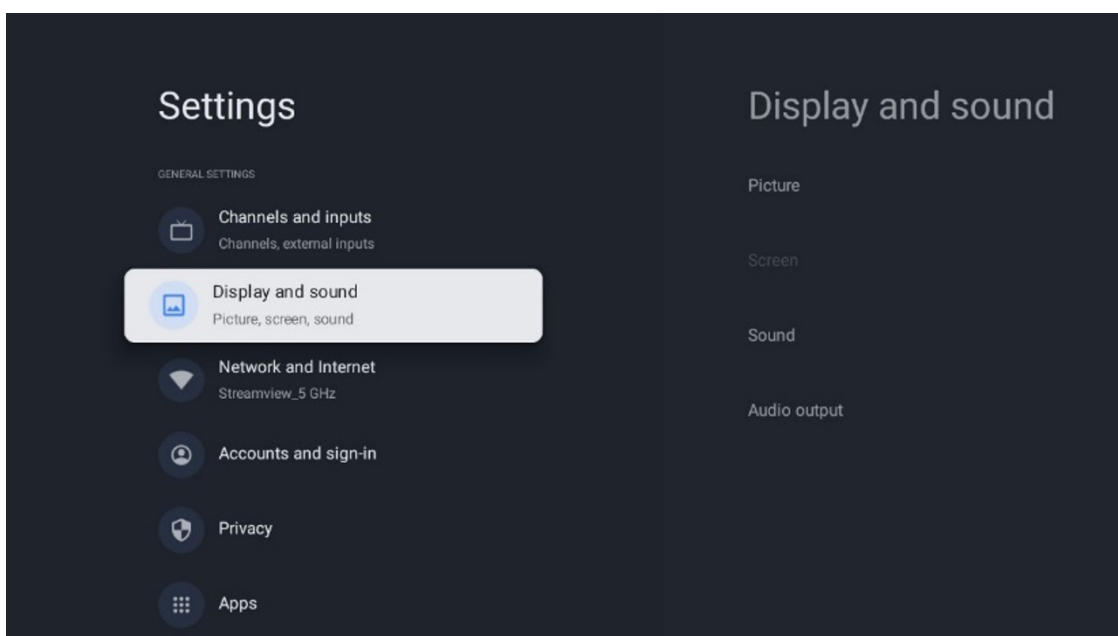 Settings
GENERAL SETTINGS
Channels and inputs
Channels, external inputs
Display and sound
Picture, screen, sound
Network and Internet
Streamview_5 GHz
Accounts and sign-in
Privacy
Apps
Display and sound
Picture
Screen
Sound
Audio output